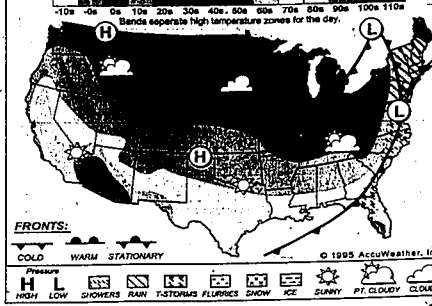 -10s -0s 0s 10s 20s 30s 40s 50s 60s 70s 80s 90s 100s 110s
Bands separate high temperature zones for the day.
H
L
L
H
FRONTS:
COLD WARM STATIONARY
© 1995 AccuWeather, In
Pressure
H L
HIGH LOW SHOWERS RAIN T-STORMS FLURRIES SNOW ICE SUNNY PT. CLOUDY CLOUD